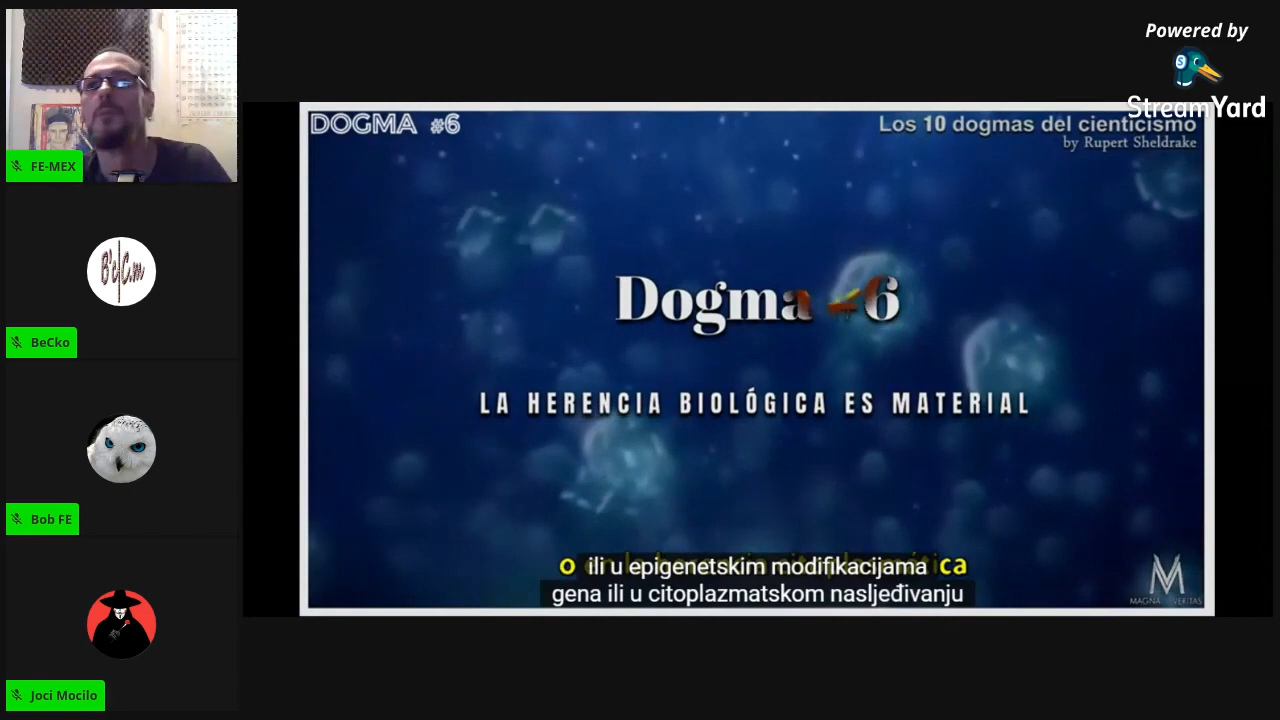 Powered by
StreamYard
FE-MEX
BeCko
Bob FE
Joci Mocilo
DOGMA #6
Los 10 dogmas del cienticismo
by Rupert Sheldrake
Dogma #6
LA HERENCIA BIOLÓGICA ES MATERIAL
ili u epigenetskim modifikacijama
gena ili u citoplazmatskom nasljeđivanju
MAGNA VERITAS